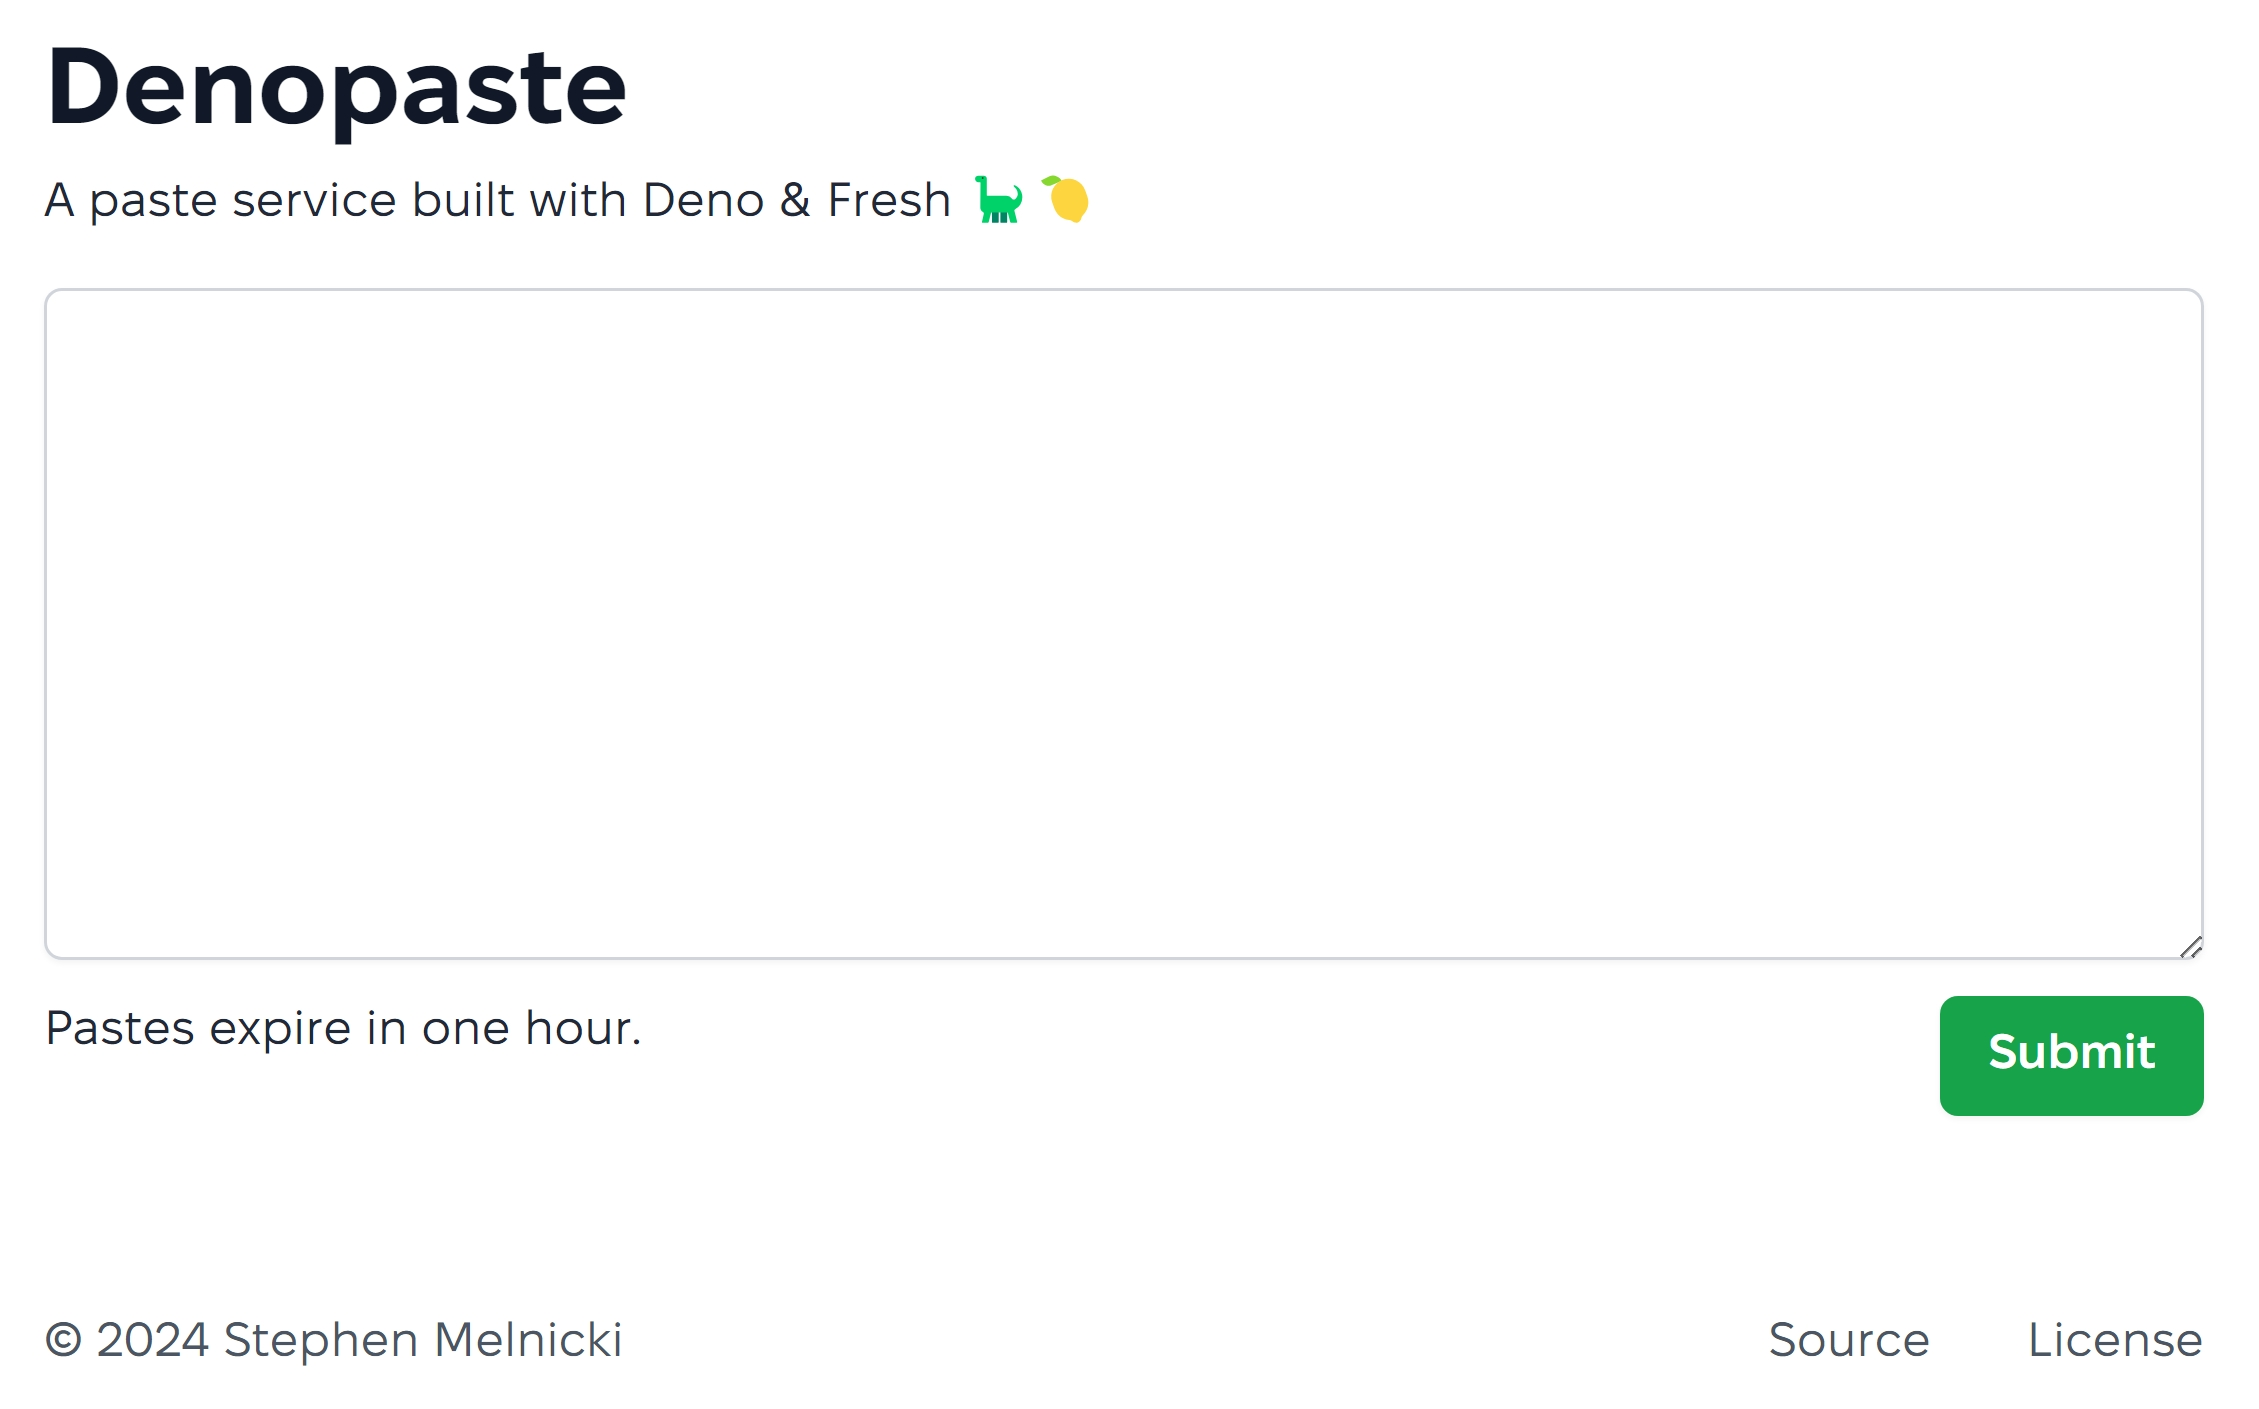 Denopaste
A paste service built with Deno & Fresh 🦕 🍋
Pastes expire in one hour.
Submit
© 2024 Stephen Melnicki
Source License